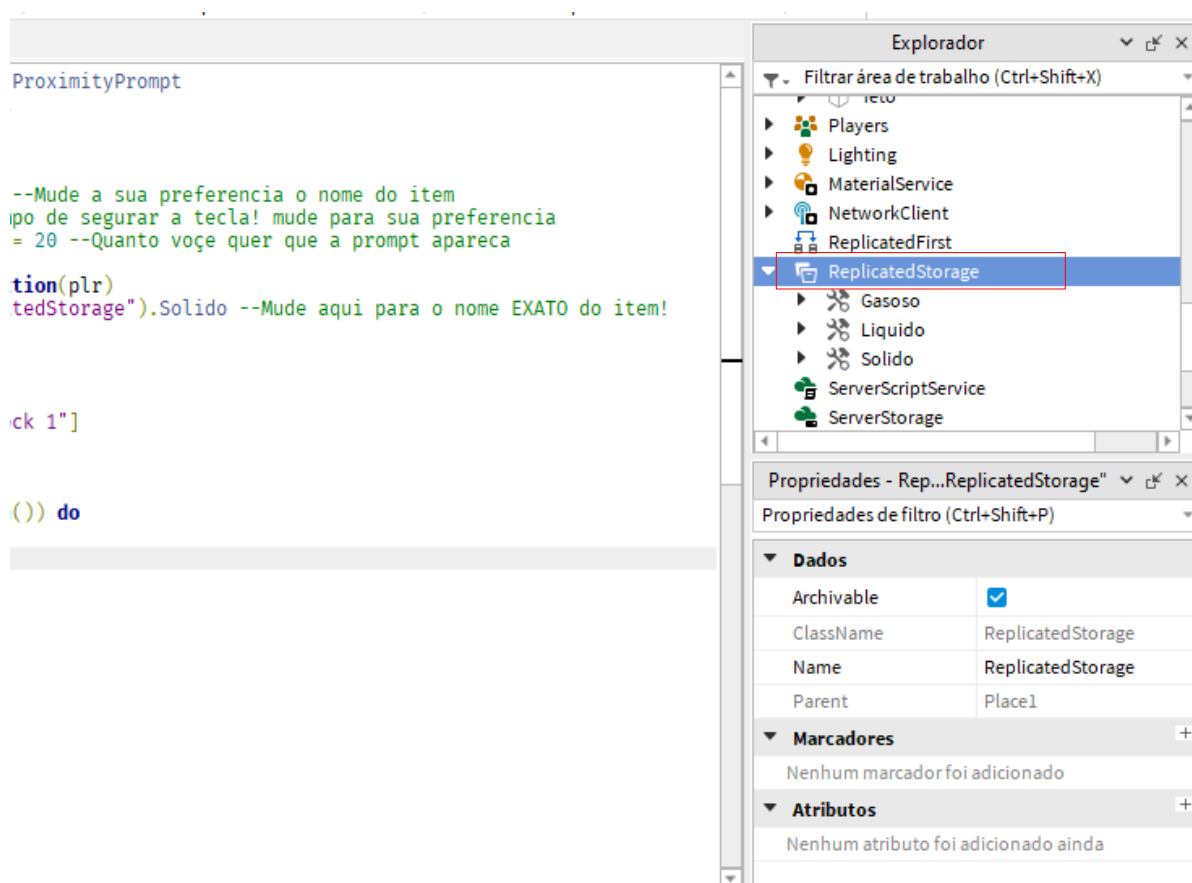 ProximityPrompt
--Mude a sua preferencia o nome do item
po de segurar a tecla! mude para sua preferencia
= 20 --Quanto voçe quer que a prompt apareca
tion(plr)
tedStorage").Solido --Mude aqui para o nome EXATO do item!
ck 1"]
()) do
Explorador
Filtrar área de trabalho (Ctrl+Shift+X)
Teto
Players
Lighting
MaterialService
NetworkClient
ReplicatedFirst
ReplicatedStorage
Gasoso
Liquido
Solido
ServerScriptService
ServerStorage
Propriedades - Rep...ReplicatedStorage"
Propriedades de filtro (Ctrl+Shift+P)
Dados
Archivable
ClassName ReplicatedStorage
Name ReplicatedStorage
Parent Place1
Marcadores
Nenhum marcador foi adicionado
Atributos
Nenhum atributo foi adicionado ainda